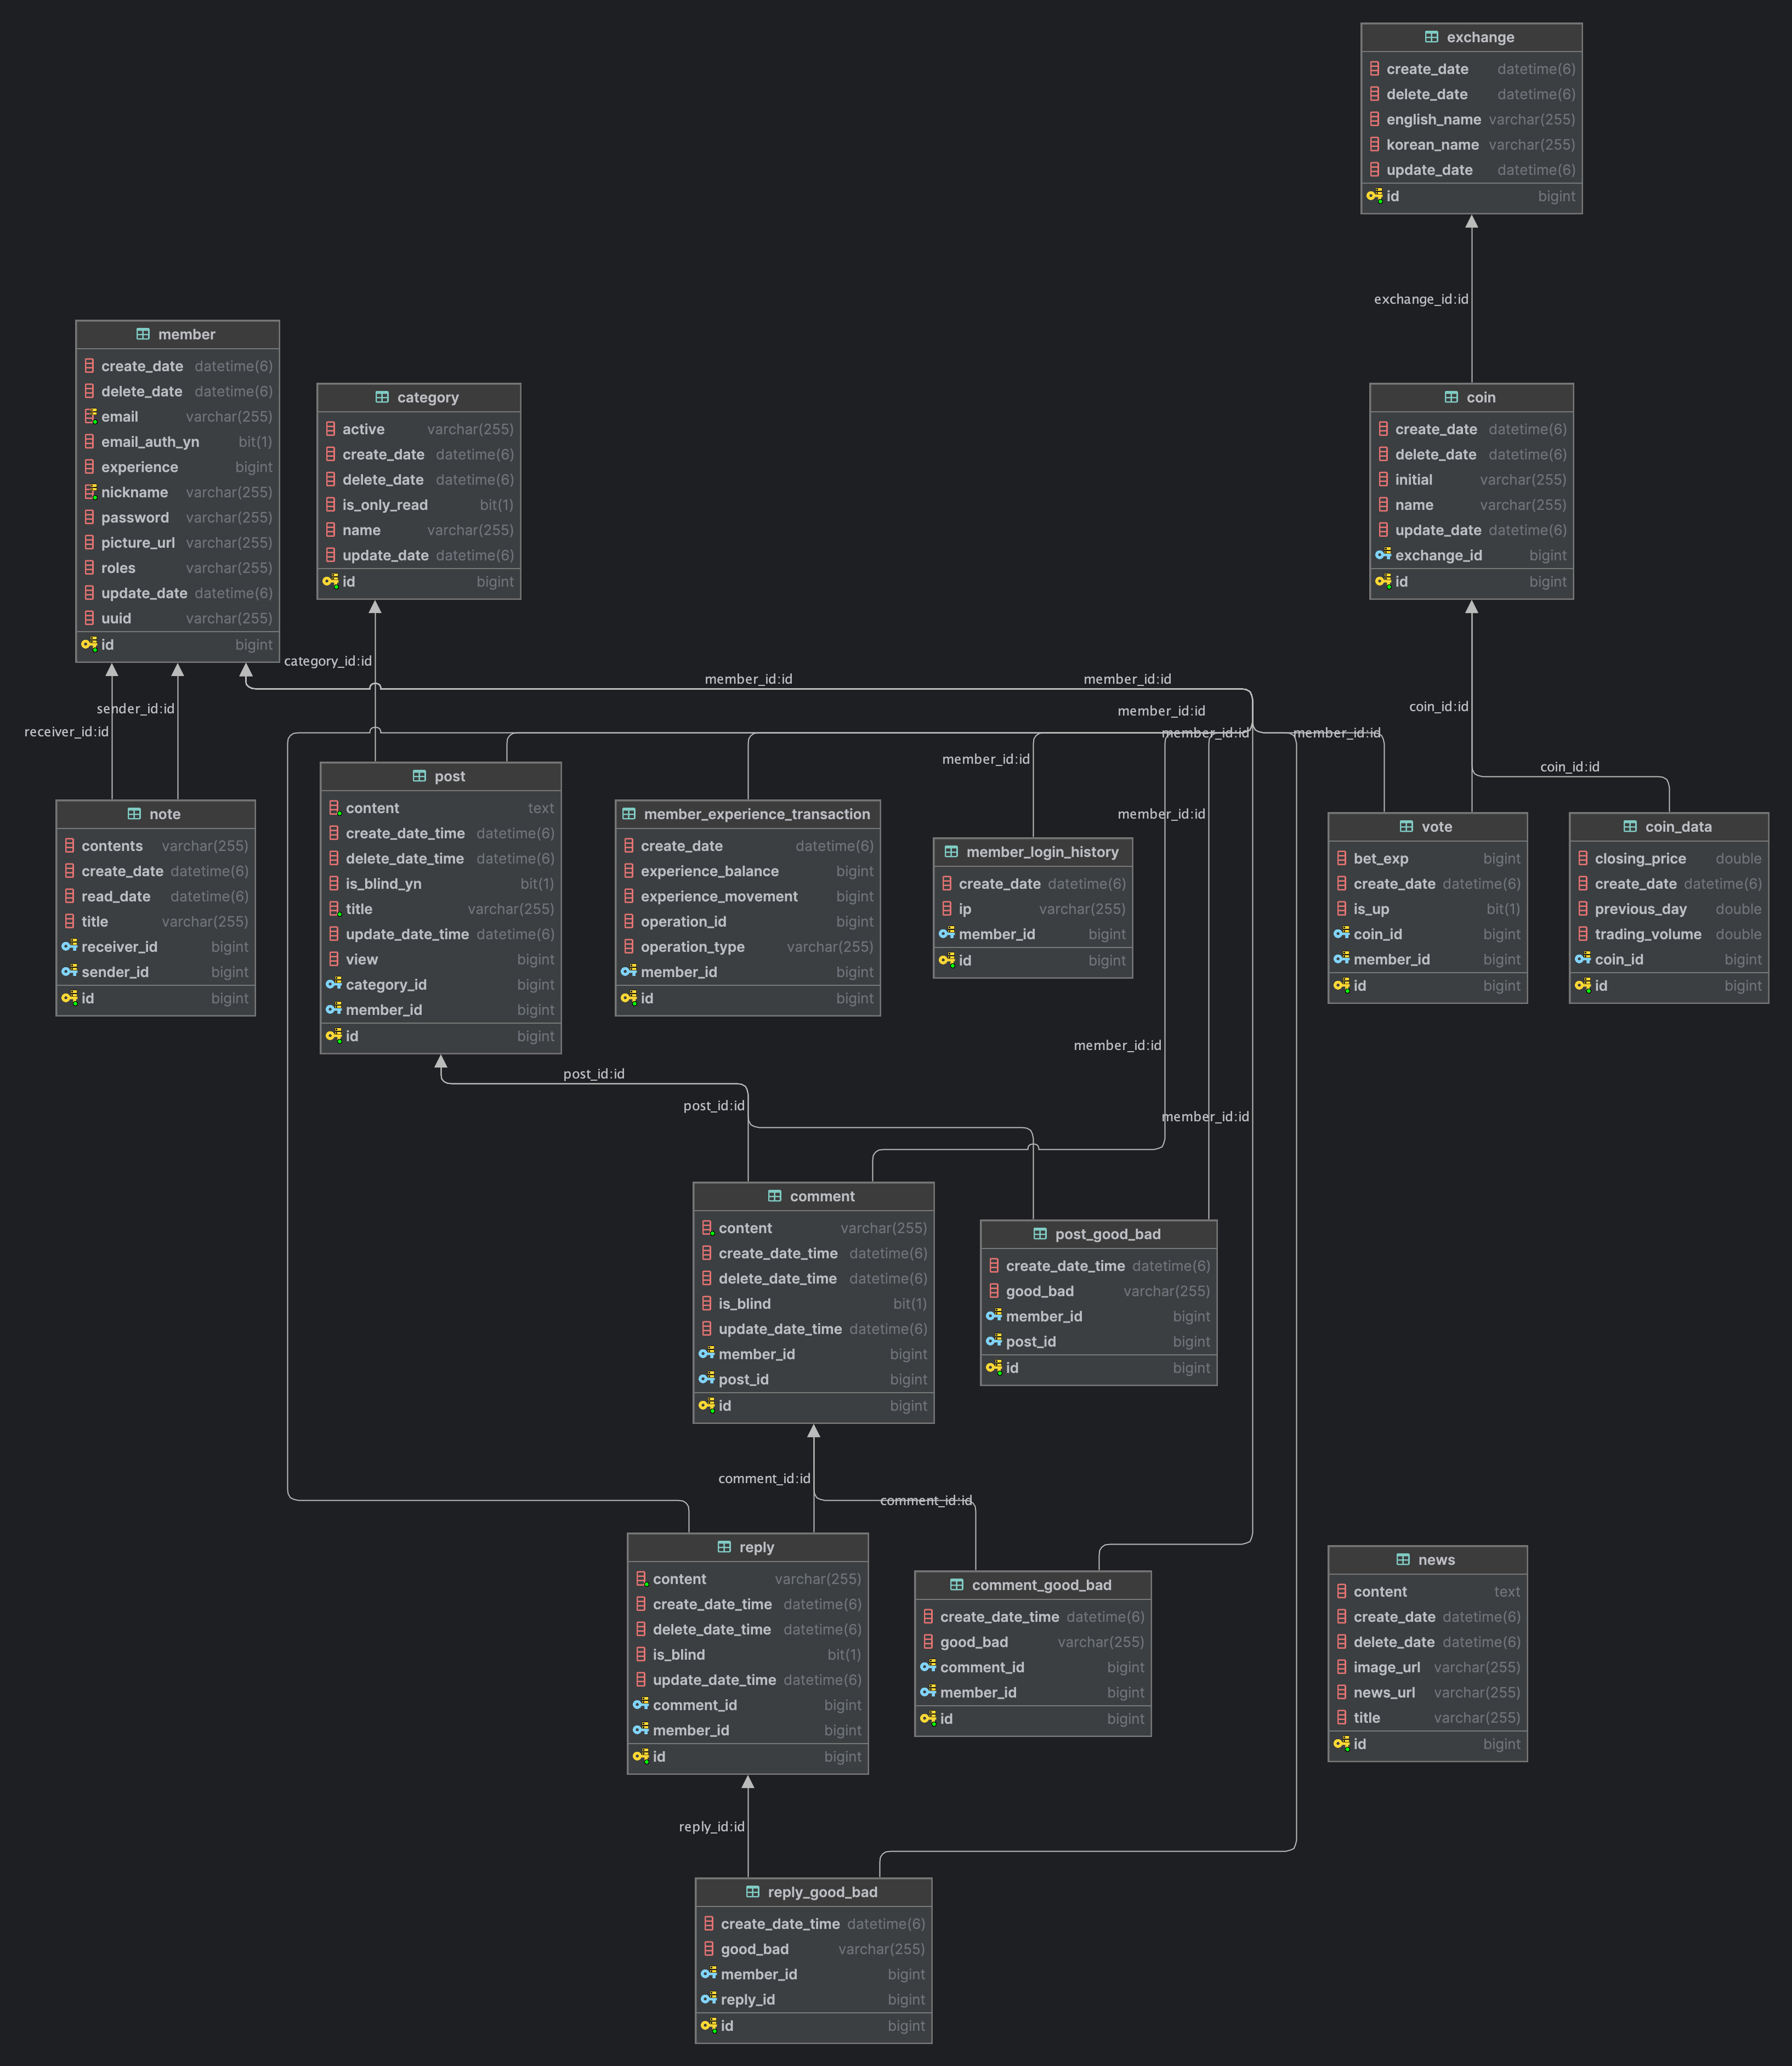 exchange
create_date datetime(6)
delete_date datetime(6)
english_name varchar(255)
korean_name varchar(255)
update_date datetime(6)
id bigint
exchange_id:id
member
create_date datetime(6)
delete_date datetime(6)
email varchar(255)
email_auth_yn bit(1)
experience bigint
nickname varchar(255)
password varchar(255)
picture_url varchar(255)
roles varchar(255)
update_date datetime(6)
uuid varchar(255)
id bigint
category
active varchar(255)
create_date datetime(6)
delete_date datetime(6)
is_only_read bit(1)
name varchar(255)
update_date datetime(6)
id bigint
coin
create_date datetime(6)
delete_date datetime(6)
initial varchar(255)
name varchar(255)
update_date datetime(6)
exchange_id bigint
id bigint
category_id:id
member_id:id
member_id:id
sender_id:id
member_id:id
coin_id:id
receiver_id:id
member_id:id
member_id:id
member_id:id
coin_id:id
member_id:id
note
contents varchar(255)
create_date datetime(6)
read_date datetime(6)
title varchar(255)
receiver_id bigint
sender_id bigint
id bigint
post
content text
create_date_time datetime(6)
delete_date_time datetime(6)
is_blind_yn bit(1)
title varchar(255)
update_date_time datetime(6)
view bigint
category_id bigint
member_id bigint
id bigint
member_experience_transaction
create_date datetime(6)
experience_balance bigint
experience_movement bigint
operation_id bigint
operation_type varchar(255)
member_id bigint
id bigint
member_login_history
create_date datetime(6)
ip varchar(255)
member_id bigint
id bigint
vote
bet_exp bigint
create_date datetime(6)
is_up bit(1)
coin_id bigint
member_id bigint
id bigint
coin_data
closing_price double
create_date datetime(6)
previous_day double
trading_volume double
coin_id bigint
id bigint
member_id:id
post_id:id
post_id:id
member_id:id
comment
content varchar(255)
create_date_time datetime(6)
delete_date_time datetime(6)
is_blind bit(1)
update_date_time datetime(6)
member_id bigint
post_id bigint
id bigint
post_good_bad
create_date_time datetime(6)
good_bad varchar(255)
member_id bigint
post_id bigint
id bigint
comment_id:id
comment_id:id
reply
content varchar(255)
create_date_time datetime(6)
delete_date_time datetime(6)
is_blind bit(1)
update_date_time datetime(6)
comment_id bigint
member_id bigint
id bigint
comment_good_bad
create_date_time datetime(6)
good_bad varchar(255)
comment_id bigint
member_id bigint
id bigint
news
content text
create_date datetime(6)
delete_date datetime(6)
image_url varchar(255)
news_url varchar(255)
title varchar(255)
id bigint
reply_id:id
reply_good_bad
create_date_time datetime(6)
good_bad varchar(255)
member_id bigint
reply_id bigint
id bigint